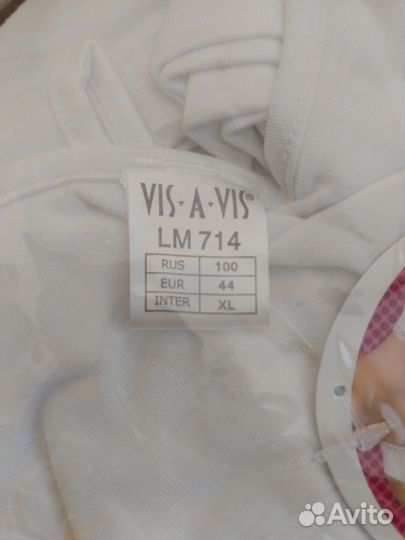 VIS·A·VIS®
LM 714
RUS 100
EUR 44
INTER XL
Avito